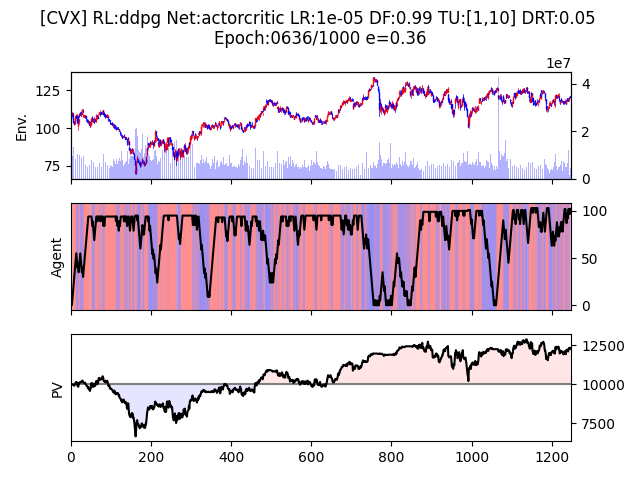 [CVX] RL:ddpg Net:actorcritic LR:1e-05 DF:0.99 TU:[1,10] DRT:0.05
Epoch:0636/1000 e=0.36
1e7
Env.
125
100
75
4
2
0
Agent
100
50
0
PV
12500
10000
7500
0 200 400 600 800 1000 1200